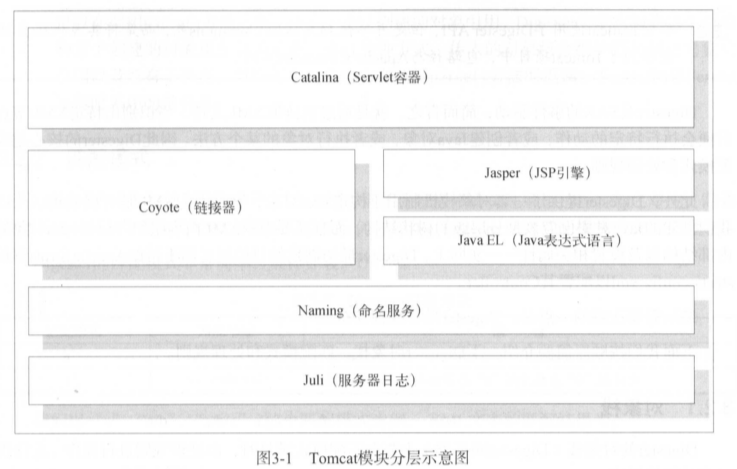 Catalina（Servlet容器）
Coyote（链接器）
Jasper（JSP引擎）
Java EL（Java表达式语言）
Naming（命名服务）
Juli（服务器日志）
图3-1 Tomcat模块分层示意图